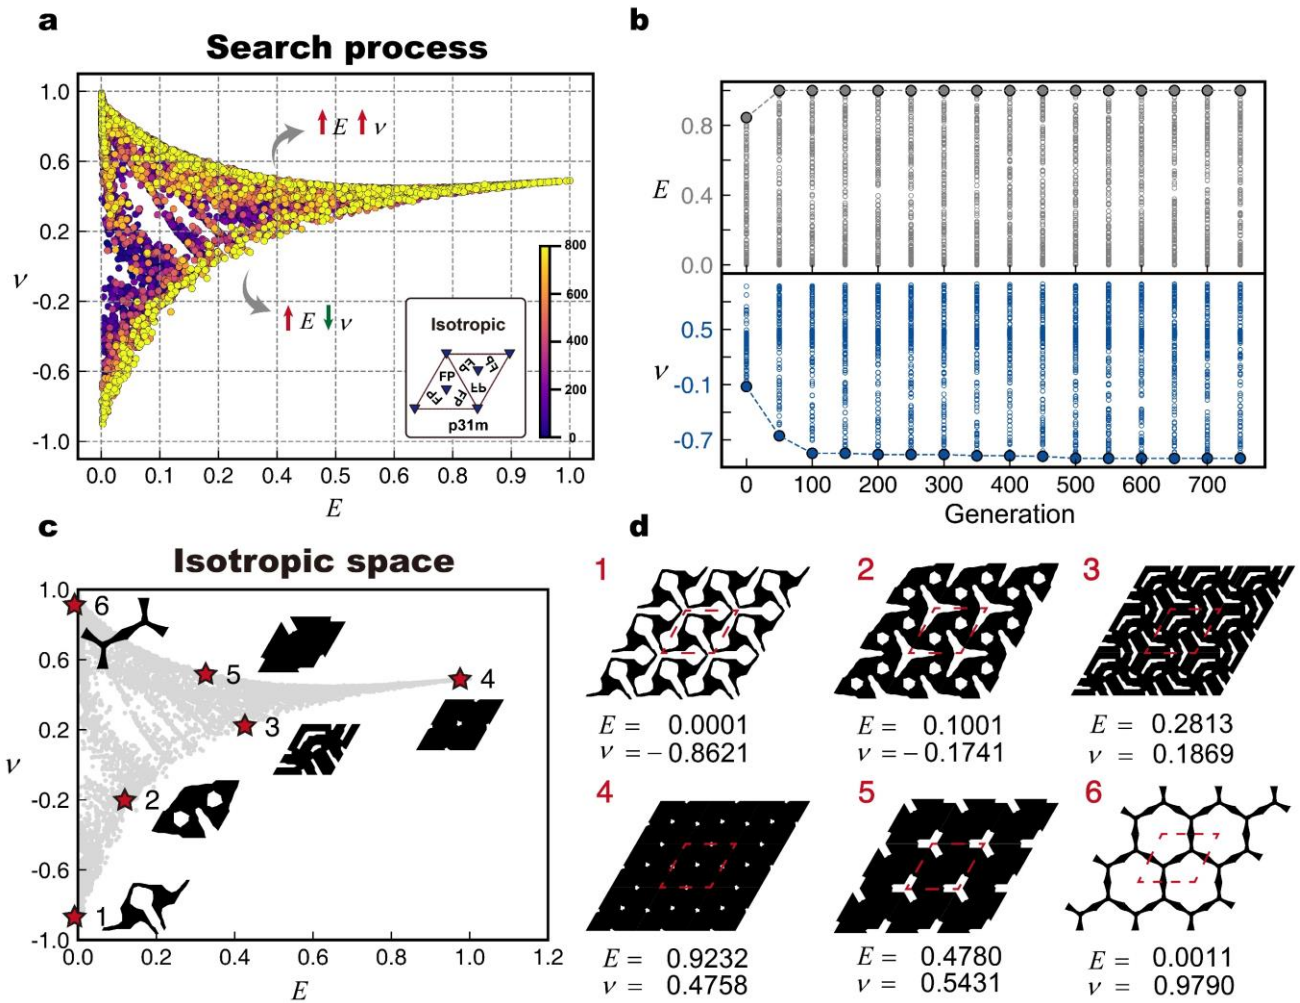 a
Search process
1.0
0.6
0.2
-0.2
-0.6
-1.0
ν
E ν
E ν
Isotropic
FP
FP
FP
FP
FP
FP
p31m
800
600
400
200
0
0.0 0.1 0.2 0.4 0.5 0.6 0.8 0.9 1.0
E
b
E
0.8
0.4
0.0
ν
0.5
-0.1
-0.7
0 100 200 300 400 500 600 700
Generation
c
Isotropic space
1.0
0.6
0.2
-0.2
-0.6
-1.0
ν
6
5
4
3
2
1
0.0 0.2 0.4 0.6 0.8 1.0 1.2
E
d
1 2 3
E = 0.0001 E = 0.1001 E = 0.2813
ν = − 0.8621 ν = − 0.1741 ν = 0.1869
4 5 6
E = 0.9232 E = 0.4780 E = 0.0011
ν = 0.4758 ν = 0.5431 ν = 0.9790